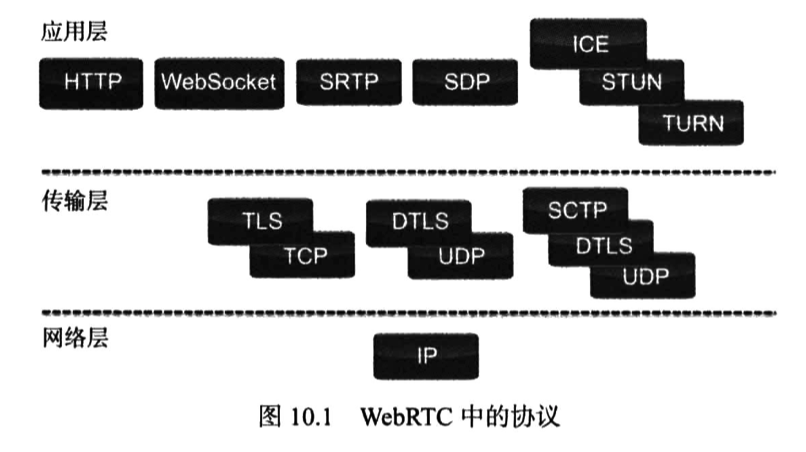 应用层
HTTP WebSocket SRTP SDP ICE
STUN
TURN
传输层
TLS DTLS SCTP
TCP UDP DTLS
UDP
网络层
IP
图 10.1 WebRTC 中的协议